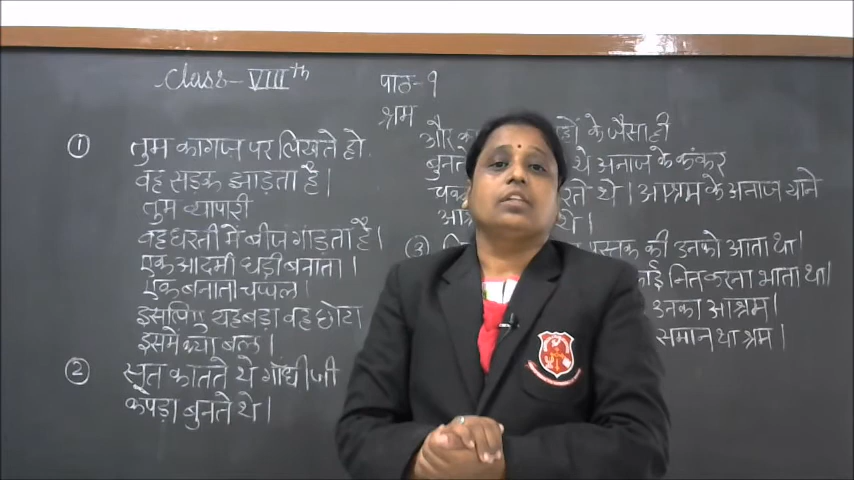 Class- VIII th
पाठ-१
श्रम
① तुम कागज़ पर लिखते हो
वह सड़क झाड़ता है।
तुम व्यापारी
वह धरती में बीज गाड़ता है।
एक आदमी घड़ी बनाता।
एक बनाता चप्पल।
इसलिए यह बड़ा वह छोटा
इसमें क्या बल।
② सूत कातते थे गाँधी जी
कपड़ा बुनते थे।
और के जैसा ही
बुनते थे अनाज के कंकर
थे। आश्रम के अनाज याने
थे।
③ पुस्तक की उनको आता था।
नित करना भाता था।
उनका आश्रम।
समान था श्रम।